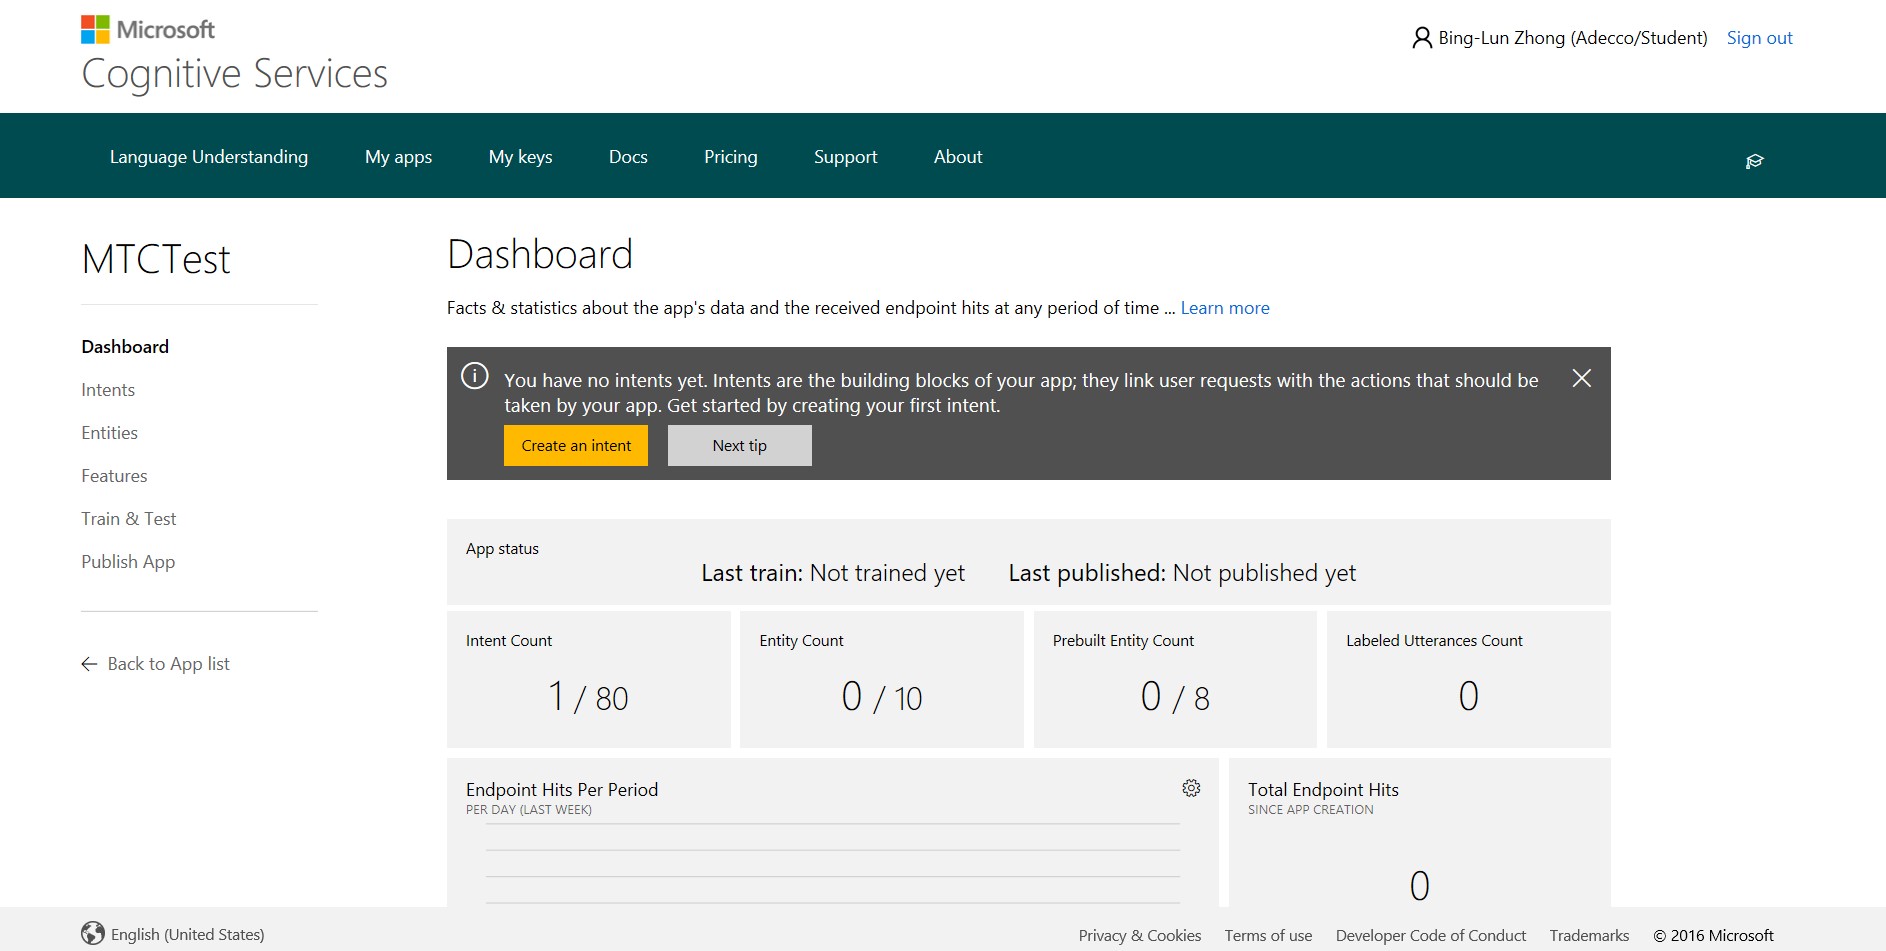 Microsoft
Cognitive Services
Bing-Lun Zhong (Adecco/Student) Sign out
Language Understanding My apps My keys Docs Pricing Support About
MTCTest
Dashboard
Intents
Entities
Features
Train & Test
Publish App
Back to App list
Dashboard
Facts & statistics about the app's data and the received endpoint hits at any period of time ... Learn more
You have no intents yet. Intents are the building blocks of your app; they link user requests with the actions that should be
taken by your app. Get started by creating your first intent.
Create an intent Next tip
App status
Last train: Not trained yet Last published: Not published yet
Intent Count
1 / 80
Entity Count
0 / 10
Prebuilt Entity Count
0 / 8
Labeled Utterances Count
0
Endpoint Hits Per Period
PER DAY (LAST WEEK)
Total Endpoint Hits
SINCE APP CREATION
0
English (United States)
Privacy & Cookies Terms of use Developer Code of Conduct Trademarks © 2016 Microsoft